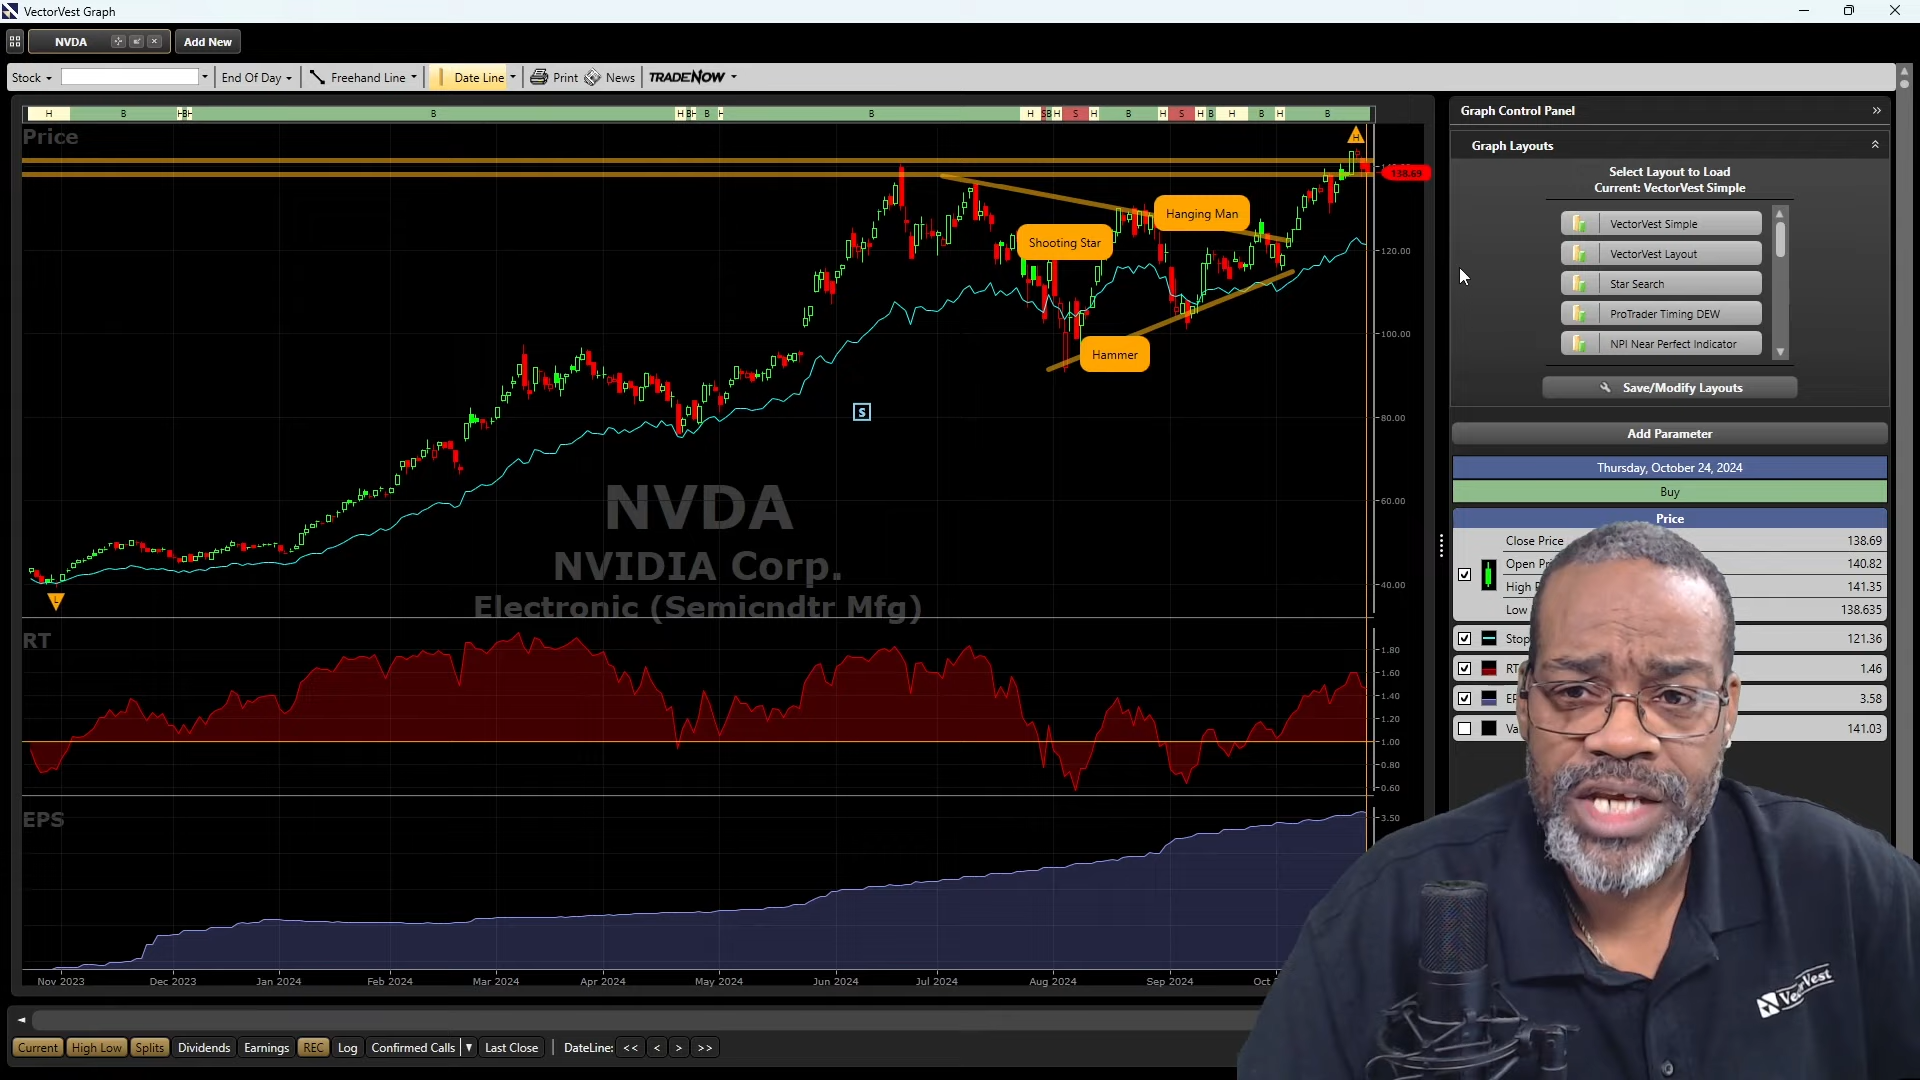 VectorVest Graph
NVDA
Add New
Stock
End Of Day
Freehand Line
Date Line
Print
News
TRADENOW
H B H B H B H B H B H B H S B H S H B H S H B H B H B
Price
H
138.69
120.00
100.00
80.00
60.00
40.00
Shooting Star
Hanging Man
Hammer
S
L
NVDA
NVIDIA Corp.
Electronic (Semicndtr Mfg)
RT
1.80
1.60
1.40
1.20
1.00
0.80
0.60
EPS
3.50
Nov 2023
Dec 2023
Jan 2024
Feb 2024
Mar 2024
Apr 2024
May 2024
Jun 2024
Jul 2024
Aug 2024
Sep 2024
Oct
Current
High Low
Splits
Dividends
Earnings
REC
Log
Confirmed Calls
Last Close
DateLine:
<<
<
>
>>
Graph Control Panel
Graph Layouts
Select Layout to Load
Current: VectorVest Simple
VectorVest Simple
VectorVest Layout
Star Search
ProTrader Timing DEW
NPI Near Perfect Indicator
Save/Modify Layouts
Add Parameter
Thursday, October 24, 2024
Buy
Price
Close Price 138.69
Open Pr 140.82
High P 141.35
Low 138.635
Stop 121.36
RT 1.46
EP 3.58
Va 141.03
VectorVest